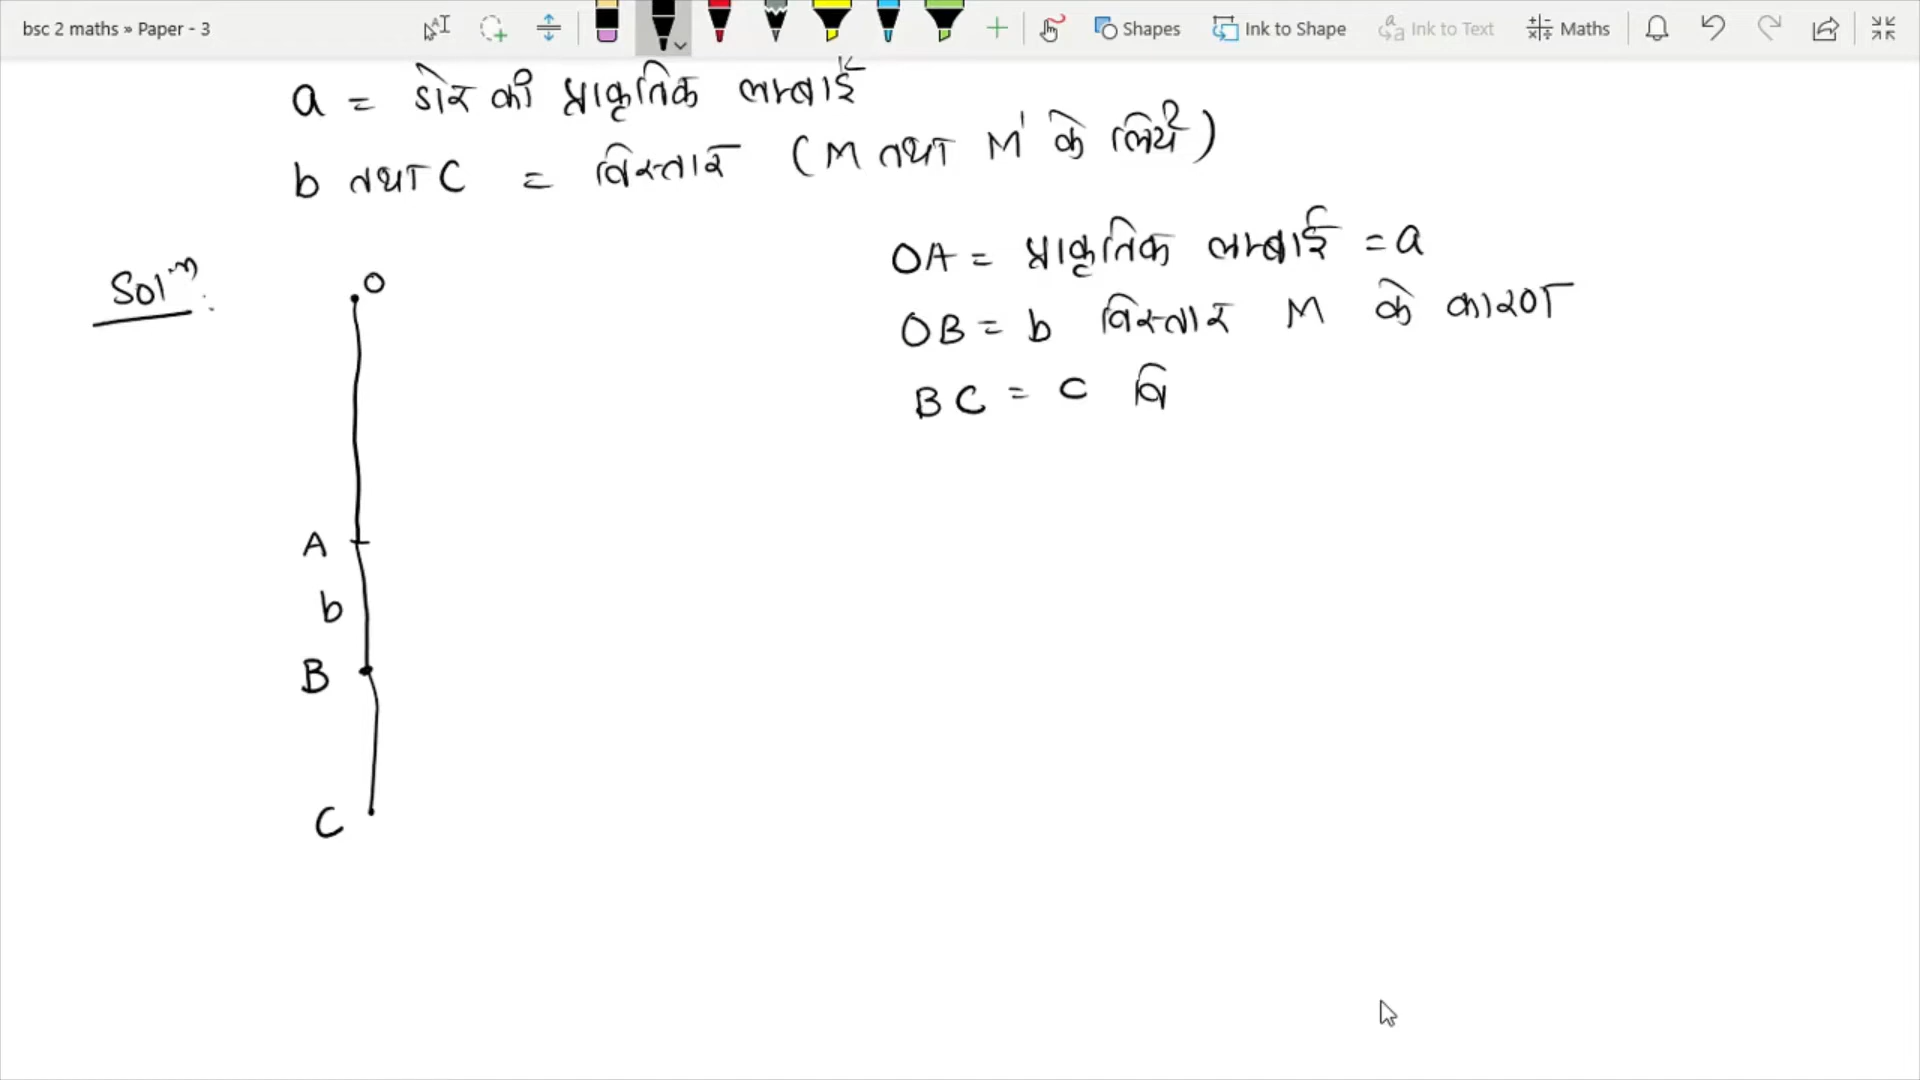 bsc 2 maths » Paper - 3
Shapes Ink to Shape Ink to Text Maths
a = डोर की प्राकृतिक लम्बाई
b तथा C = विस्तार (M तथा M' के लिये)
Solⁿ:
O
OA = प्राकृतिक लम्बाई = a
OB = b विस्तार M के कारण
BC = c वि
A
b
B
C